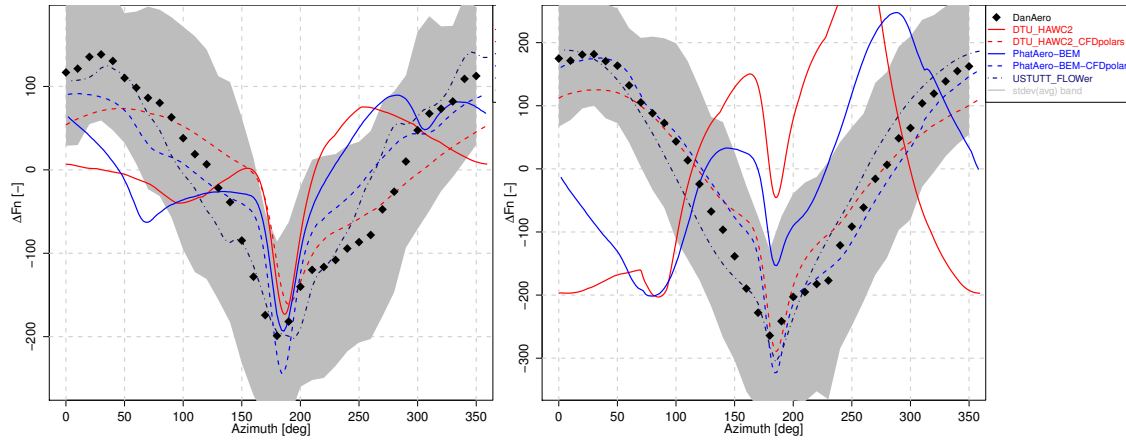 100
0
-100
-200
ΔFn [-]
0
50
100
150
200
250
300
350
Azimuth [deg]
200
100
0
-100
-200
-300
ΔFn [-]
0
50
100
150
200
250
300
350
Azimuth [deg]
DanAero
DTU_HAWC2
DTU_HAWC2_CFDpolars
PhatAero-BEM
PhatAero-BEM-CFDpolar
USTUTT_FLOWer
stdev(avg) band